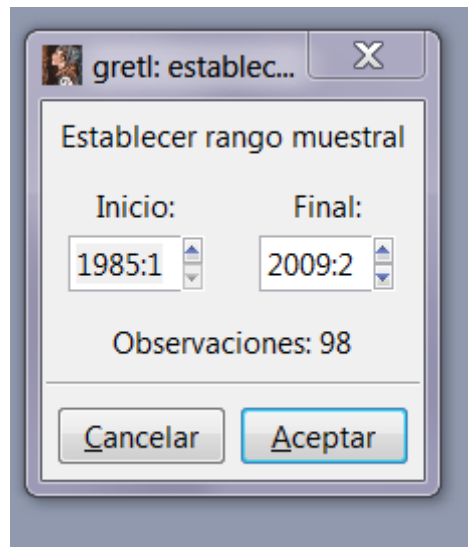 gretl: establec...
Establecer rango muestral
Inicio: Final:
1985:1 2009:2
Observaciones: 98
Cancelar Aceptar